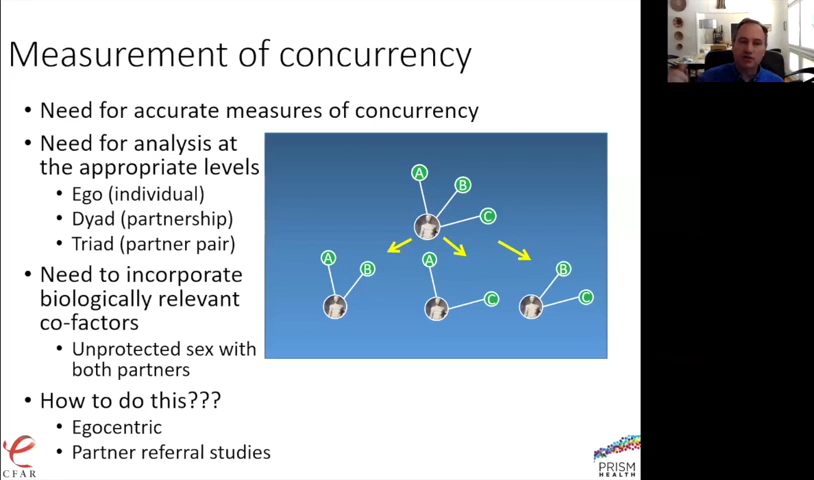 Measurement of concurrency
• Need for accurate measures of concurrency
• Need for analysis at
the appropriate levels
• Ego (individual)
• Dyad (partnership)
• Triad (partner pair)
• Need to incorporate
biologically relevant
co-factors
• Unprotected sex with
both partners
• How to do this???
• Egocentric
• Partner referral studies
A
B
C
A
B
A
C
B
C
CFAR
PRISM
HEALTH